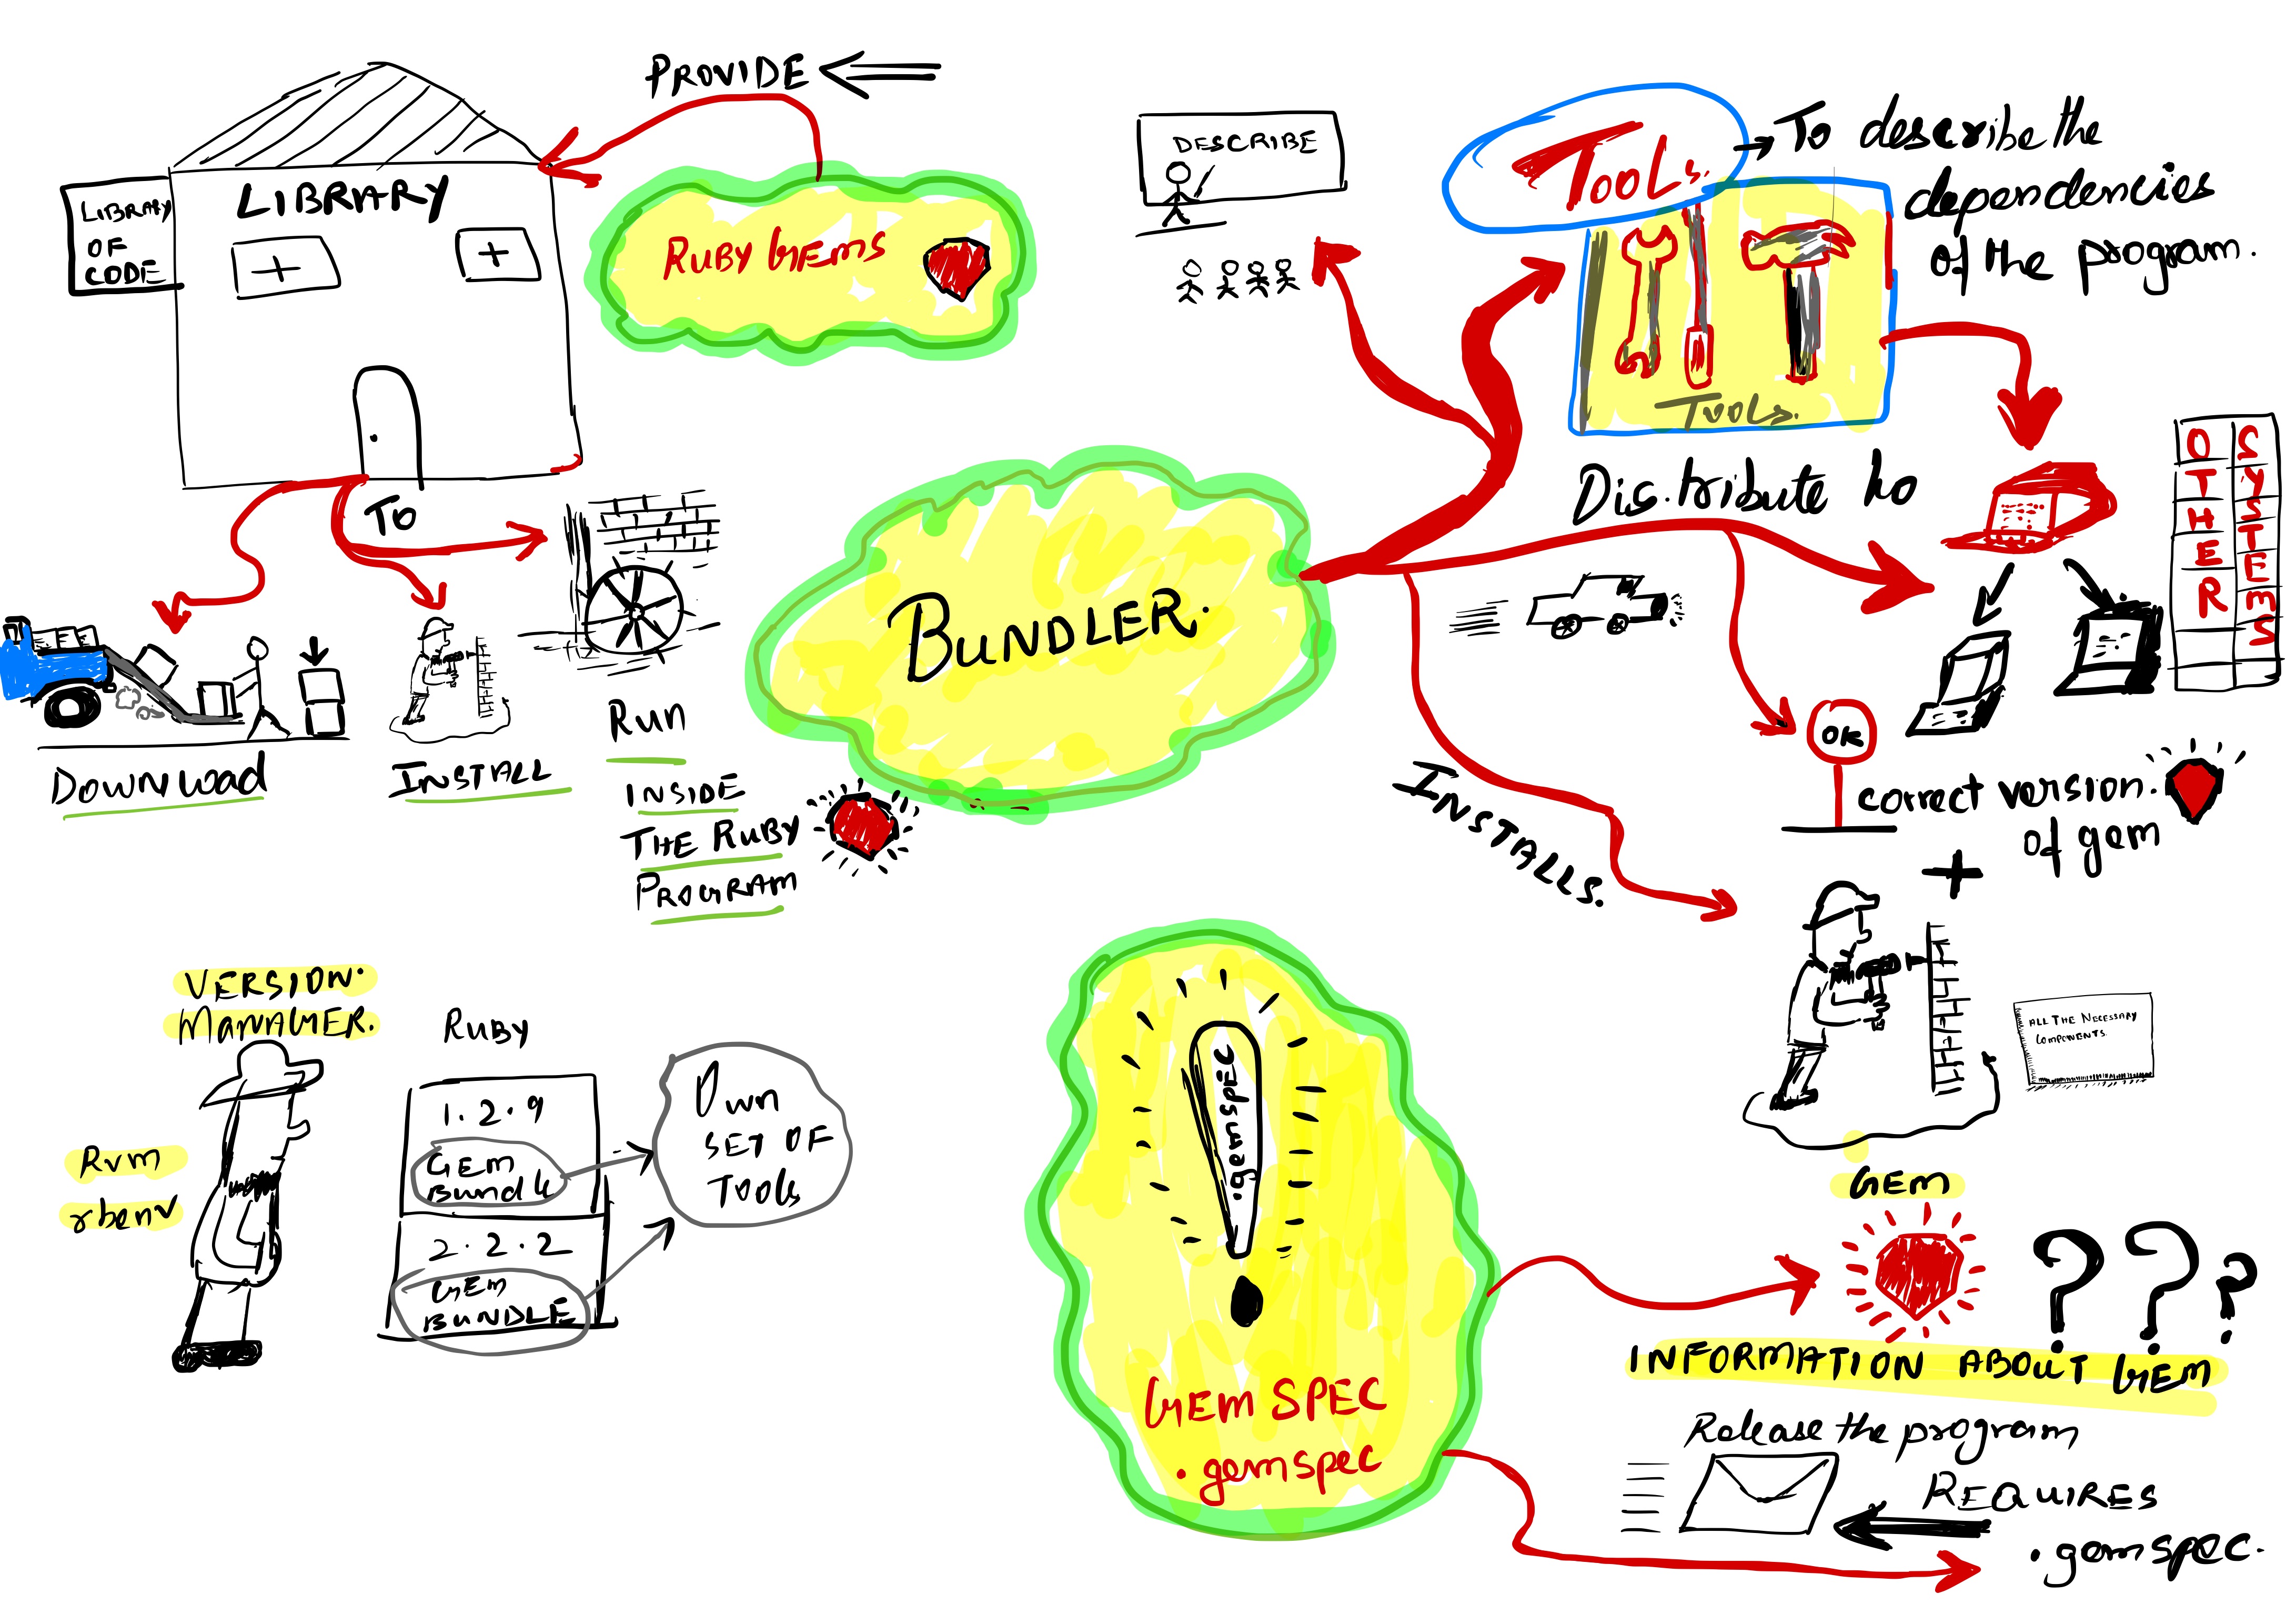 PROVIDE
LIBRARY
LIBRARY
OF
CODE
RUBY GEMS
TO
DOWNLOAD
INSTALL
Run
INSIDE
THE RUBY
PROGRAM
DESCRIBE
TOOLs.
→ To describe the
dependencies
of the program.
TOOLs.
Distribute to
OTHER
SYSTEMS
BUNDLER.
OK
correct version.
of gem
+
INSTALLS.
ALL THE NECESSARY
COMPONENTS.
GEM
VERSION.
MANAGER.
Rvm
rbenv
RUBY
1.2.9
GEM
Bundle
2.2.2
GEM
BUNDLE
Own
SET OF
Tools
.gemspec
GEM SPEC
.gemspec
???
INFORMATION ABOUT GEM
Release the program
REQUIRES
.gemspec.